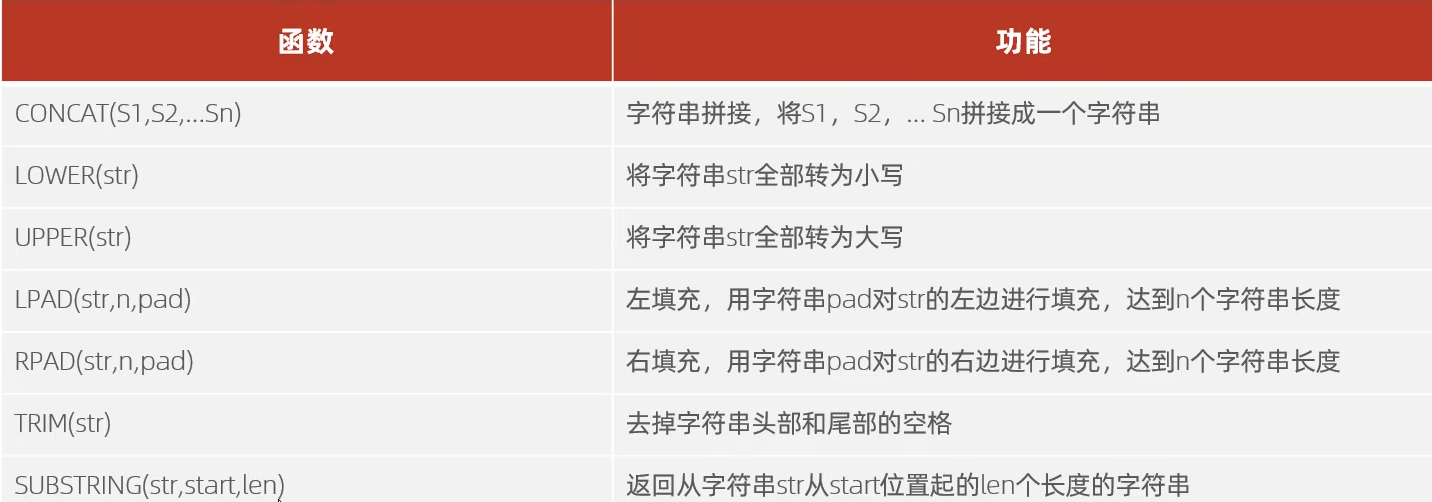 函数 功能
CONCAT(S1,S2,...Sn) 字符串拼接，将S1，S2，... Sn拼接成一个字符串
LOWER(str) 将字符串str全部转为小写
UPPER(str) 将字符串str全部转为大写
LPAD(str,n,pad) 左填充，用字符串pad对str的左边进行填充，达到n个字符串长度
RPAD(str,n,pad) 右填充，用字符串pad对str的右边进行填充，达到n个字符串长度
TRIM(str) 去掉字符串头部和尾部的空格
SUBSTRING(str,start,len) 返回从字符串str从start位置起的len个长度的字符串